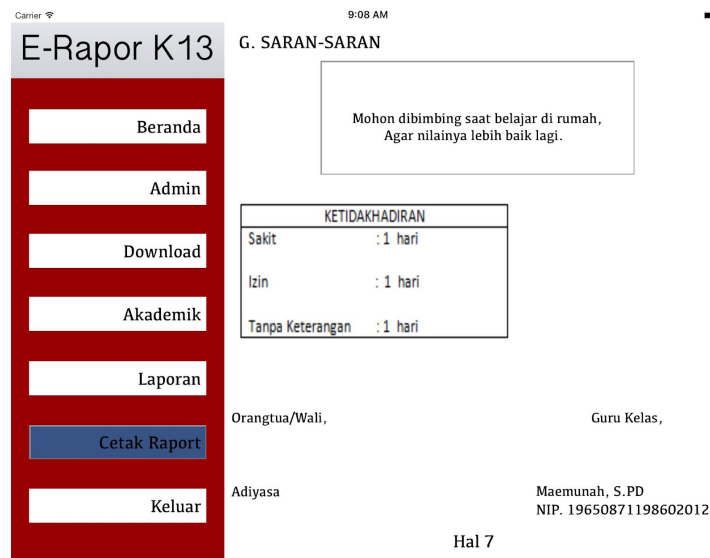 Carrier 9:08 AM
E-Rapor K13
Beranda
Admin
Download
Akademik
Laporan
Cetak Raport
Keluar
G. SARAN-SARAN
Mohon dibimbing saat belajar di rumah,
Agar nilainya lebih baik lagi.
KETIDAKHADIRAN
Sakit : 1 hari
Izin : 1 hari
Tanpa Keterangan : 1 hari
Orangtua/Wali, Guru Kelas,
Adiyasa Maemunah, S.PD
NIP. 19650871198602012
Hal 7